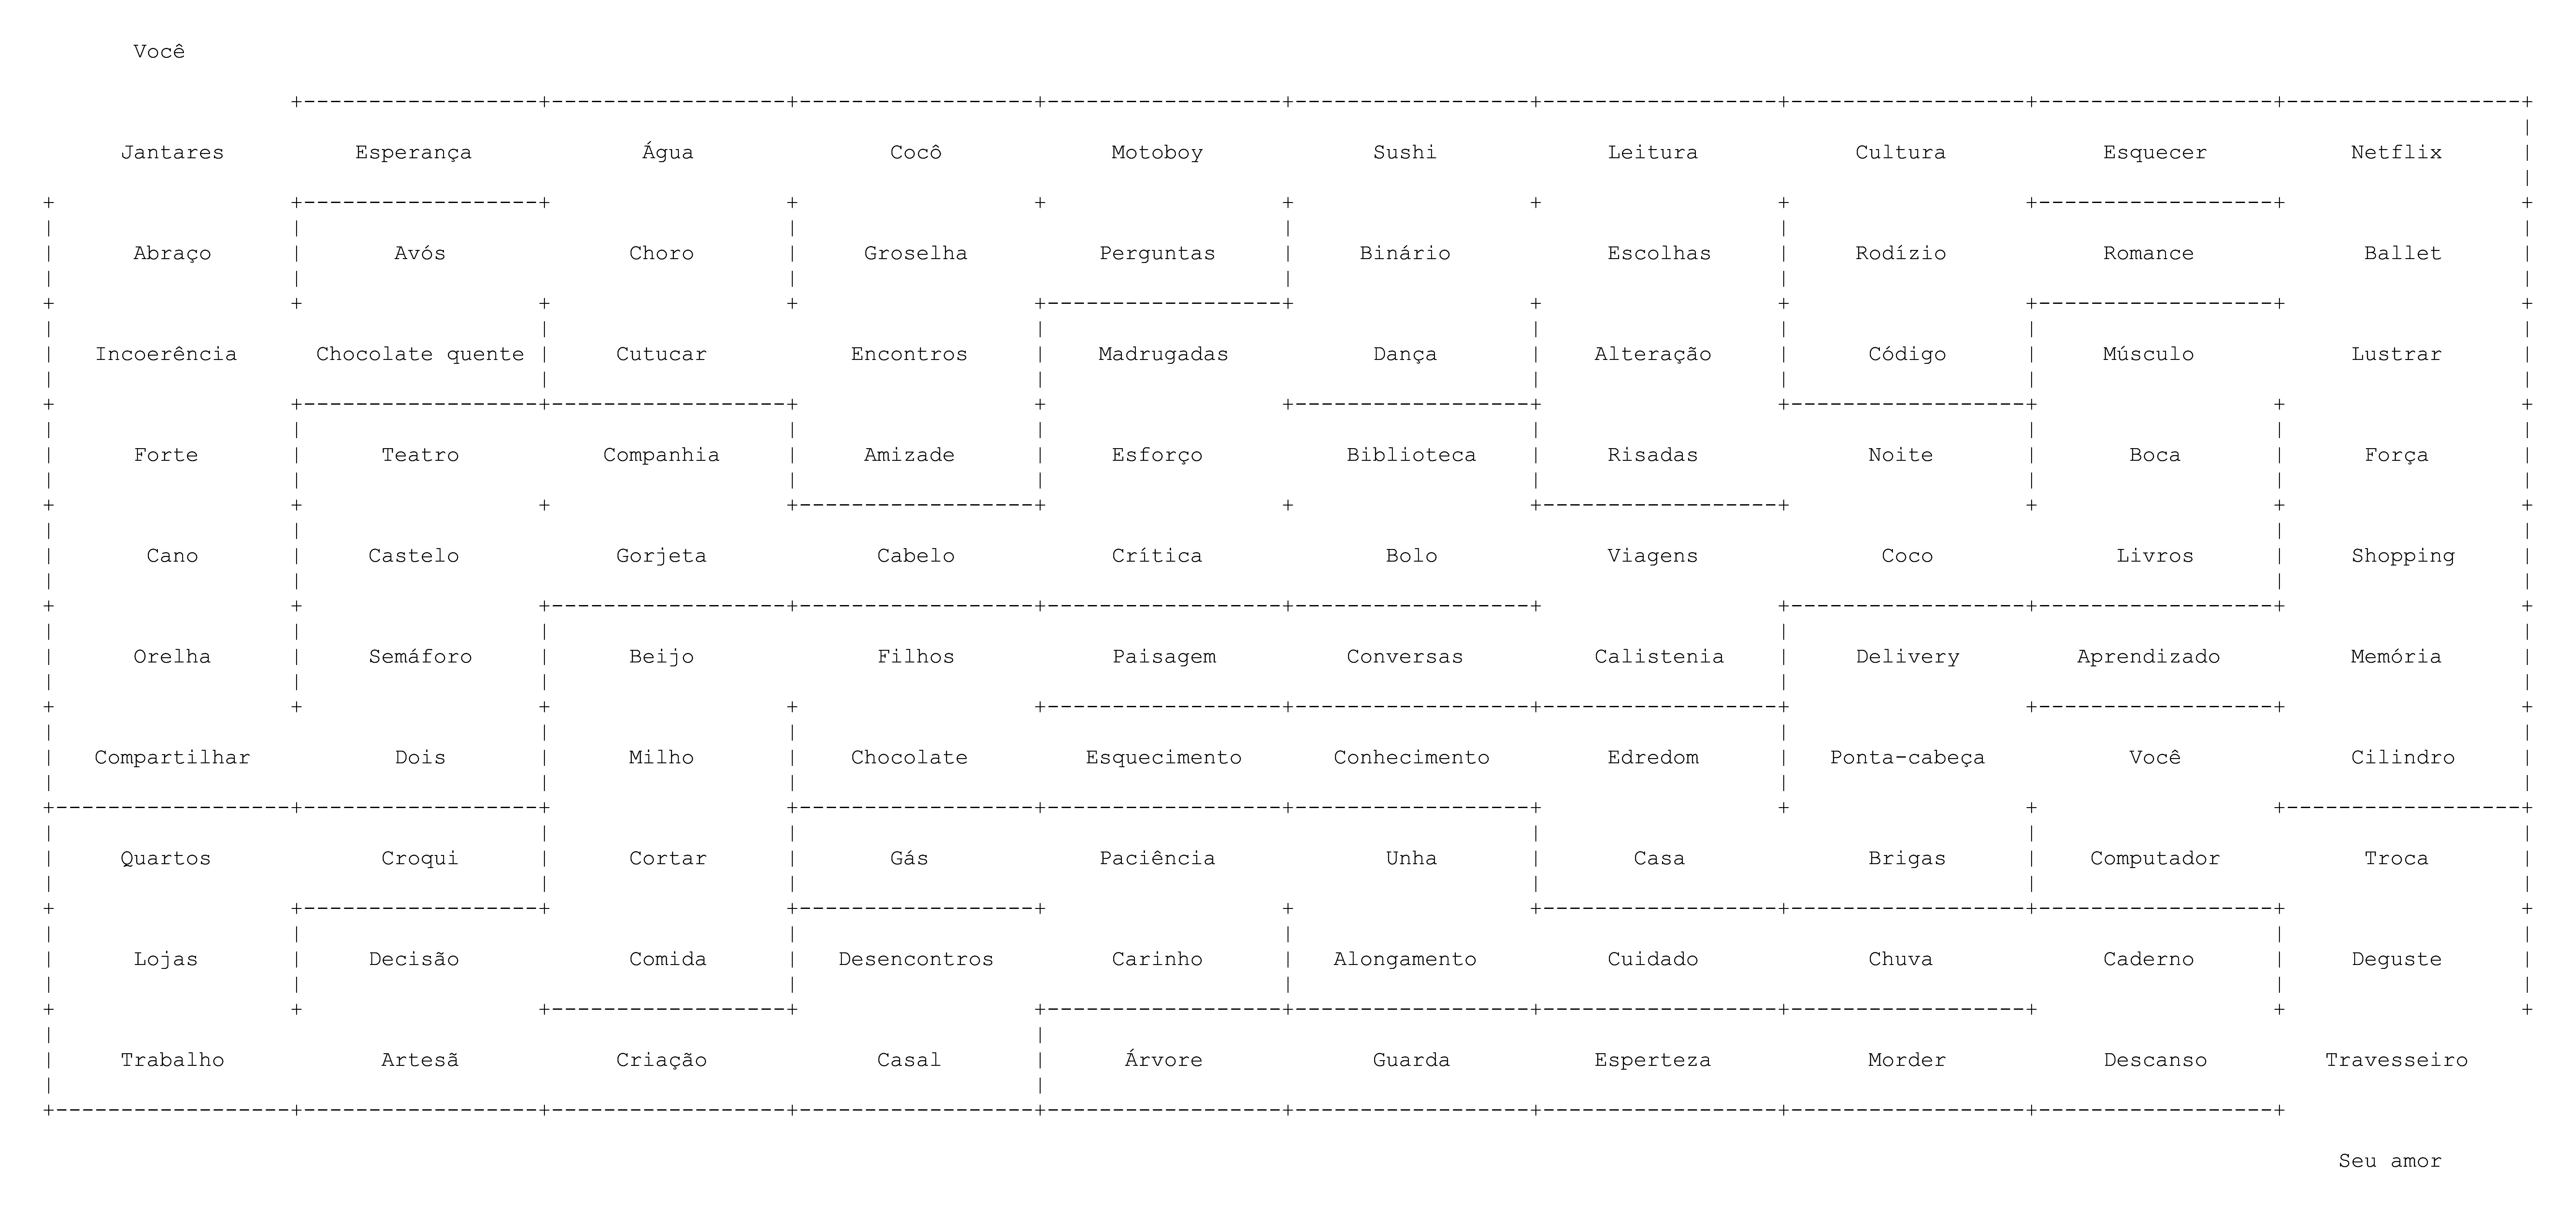 Você
Jantares Esperança Água Cocô Motoboy Sushi Leitura Cultura Esquecer Netflix
Abraço Avós Choro Groselha Perguntas Binário Escolhas Rodízio Romance Ballet
Incoerência Chocolate quente Cutucar Encontros Madrugadas Dança Alteração Código Músculo Lustrar
Forte Teatro Companhia Amizade Esforço Biblioteca Risadas Noite Boca Força
Cano Castelo Gorjeta Cabelo Crítica Bolo Viagens Coco Livros Shopping
Orelha Semáforo Beijo Filhos Paisagem Conversas Calistenia Delivery Aprendizado Memória
Compartilhar Dois Milho Chocolate Esquecimento Conhecimento Edredom Ponta-cabeça Você Cilindro
Quartos Croqui Cortar Gás Paciência Unha Casa Brigas Computador Troca
Lojas Decisão Comida Desencontros Carinho Alongamento Cuidado Chuva Caderno Deguste
Trabalho Artesã Criação Casal Árvore Guarda Esperteza Morder Descanso Travesseiro
Seu amor